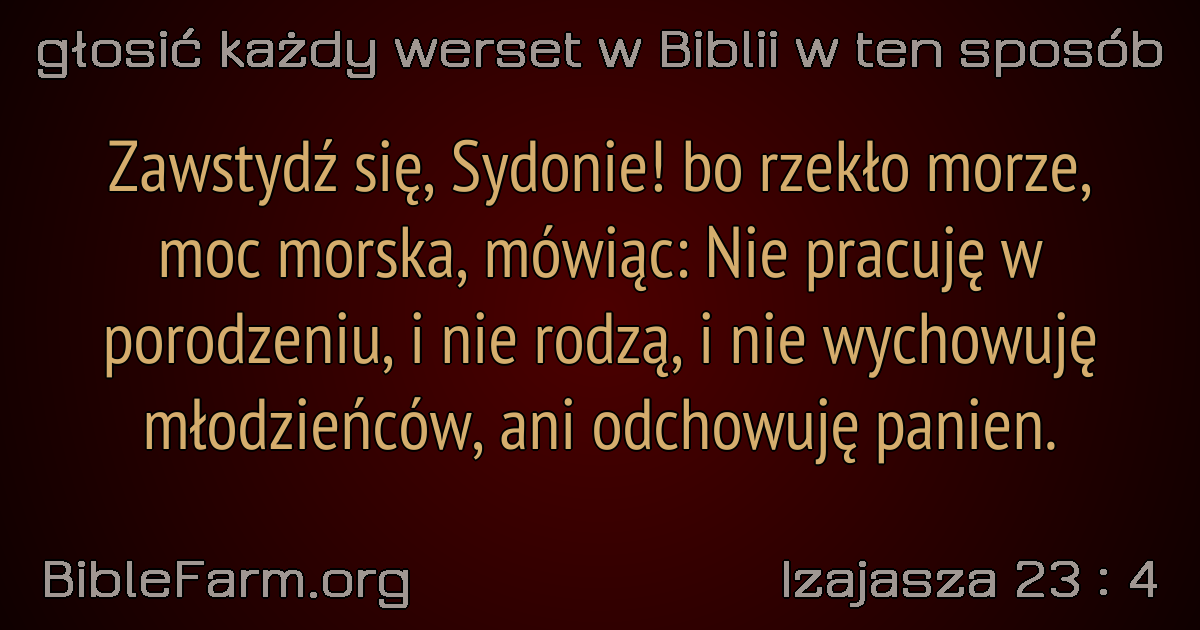 głosić każdy werset w Biblii w ten sposób
Zawstydź się, Sydonie! bo rzekło morze,
moc morska, mówiąc: Nie pracuję w
porodzeniu, i nie rodzą, i nie wychowuję
młodzieńców, ani odchowuję panien.
BibleFarm.org
Izajasza 23 : 4